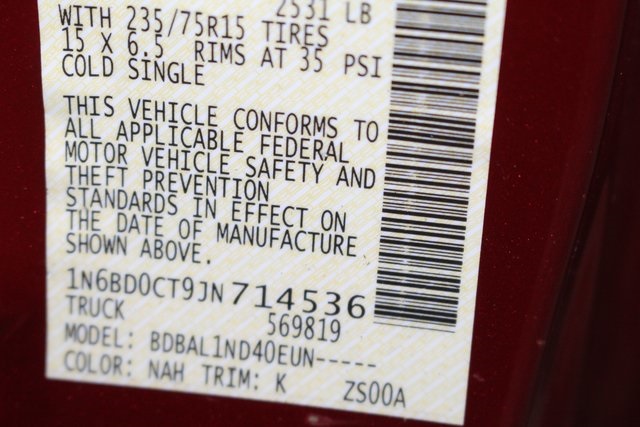 2531 LB
WITH 235/75R15 TIRES
15 X 6.5 RIMS AT 35 PSI
COLD SINGLE
THIS VEHICLE CONFORMS TO
ALL APPLICABLE FEDERAL
MOTOR VEHICLE SAFETY AND
THEFT PREVENTION
STANDARDS IN EFFECT ON
THE DATE OF MANUFACTURE
SHOWN ABOVE.
1N6BD0CT9JN714536
TRUCK 569819
MODEL: BDBAL1ND40EUN-----
COLOR: NAH TRIM: K ZS00A